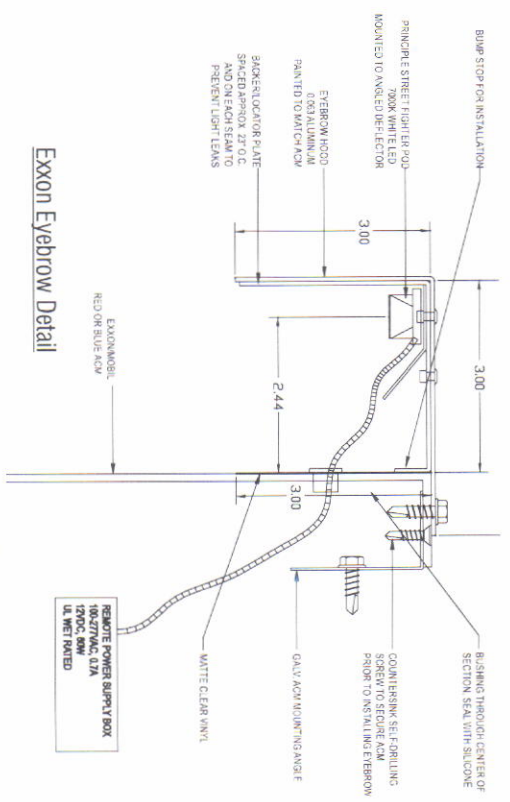 BUMP STOP FOR INSTALLATION
PRINCIPLE STREET FIGHTER POD
7000K WHITE LED
MOUNTED TO ANGLED DEFLECTOR
EYEBROW HOOD
0.063 ALUMINUM
PAINTED TO MATCH ACM
BACKER/LOCATOR PLATE
SPACED APPROX. 23" O.C.
AND ON EACH SEAM TO
PREVENT LIGHT LEAKS
3.00
3.00
2.44
3.00
BUSHING THROUGH CENTER OF
SECTION. SEAL WITH SILICONE
COUNTERSINK SELF-DRILLING
SCREW TO SECURE ACM
PRIOR TO INSTALLING EYEBROW
GALV. ACM MOUNTING ANGLE
MATTE CLEAR VINYL
EXXON/MOBIL
RED OR BLUE ACM
REMOTE POWER SUPPLY BOX
100-277VAC, 0.7A
12VDC, 60W
UL WET RATED
Exxon Eyebrow Detail